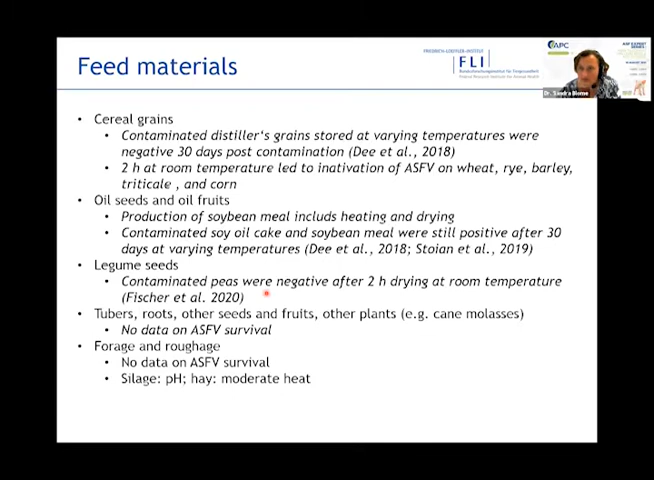 Feed materials
FRIEDRICH-LOEFFLER-INSTITUT
FLI
Bundesforschungsinstitut für Tiergesundheit
Federal Research Institute for Animal Health
APC
Dr. Sandra Blome
• Cereal grains
• Contaminated distiller's grains stored at varying temperatures were
negative 30 days post contamination (Dee et al., 2018)
• 2 h at room temperature led to inativation of ASFV on wheat, rye, barley,
triticale , and corn
• Oil seeds and oil fruits
• Production of soybean meal includs heating and drying
• Contaminated soy oil cake and soybean meal were still positive after 30
days at varying temperatures (Dee et al., 2018; Stoian et al., 2019)
• Legume seeds
• Contaminated peas were negative after 2 h drying at room temperature
(Fischer et al. 2020)
• Tubers, roots, other seeds and fruits, other plants (e.g. cane molasses)
• No data on ASFV survival
• Forage and roughage
• No data on ASFV survival
• Silage: pH; hay: moderate heat